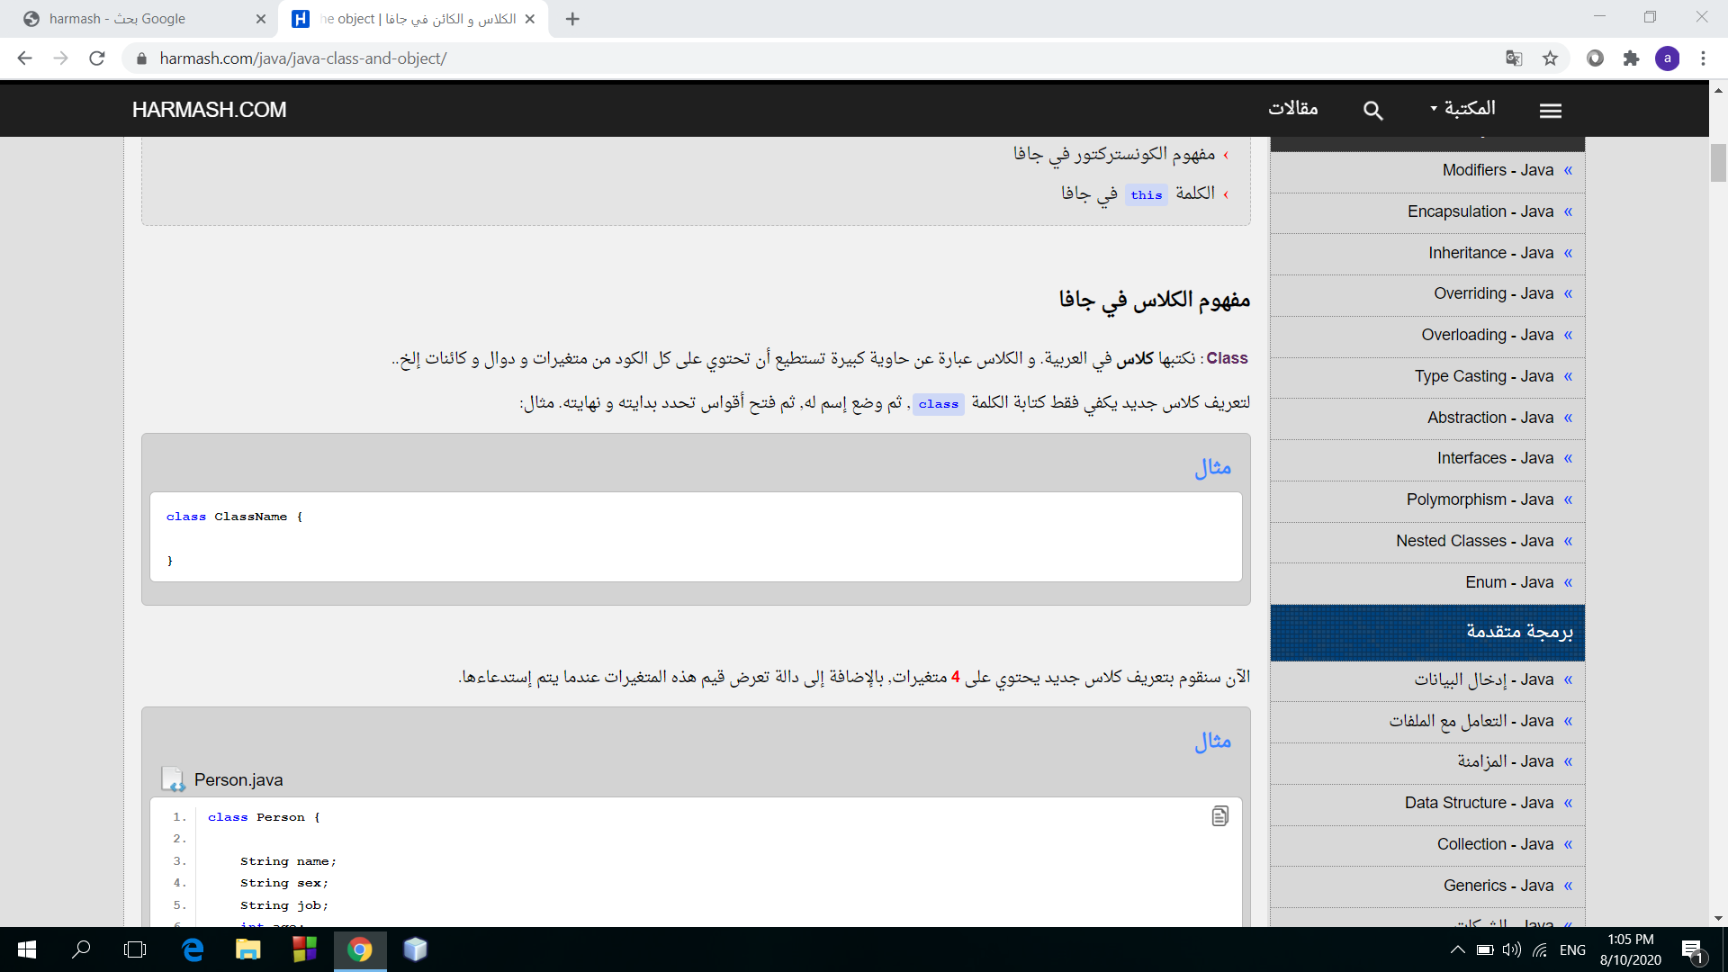 harmash - بحث Google
الكلاس و الكائن في جافا | he object
harmash.com/java/java-class-and-object/
a
HARMASH.COM
المكتبة
مقالات
مفهوم الكونستركتور في جافا
الكلمة this في جافا
مفهوم الكلاس في جافا
Class : نكتبها كلاس في العربية. و الكلاس عبارة عن حاوية كبيرة تستطيع أن تحتوي على كل الكود من متغيرات و دوال و كائنات إلخ..
لتعريف كلاس جديد يكفي فقط كتابة الكلمة class , ثم وضع إسم له, ثم فتح أقواس تحدد بدايته و نهايته. مثال:
مثال
class ClassName {
}
الآن سنقوم بتعريف كلاس جديد يحتوي على 4 متغيرات, بالإضافة إلى دالة تعرض قيم هذه المتغيرات عندما يتم إستدعاءها.
مثال
Person.java
1. class Person {
2.
3. String name;
4. String sex;
5. String job;
6. int age;
« Modifiers - Java
« Encapsulation - Java
« Inheritance - Java
« Overriding - Java
« Overloading - Java
« Type Casting - Java
« Abstraction - Java
« Interfaces - Java
« Polymorphism - Java
« Nested Classes - Java
« Enum - Java
برمجة متقدمة
« Java - إدخال البيانات
« Java - التعامل مع الملفات
« Java - المزامنة
« Data Structure - Java
« Collection - Java
« Generics - Java
« Java - الشبكات
ENG
1:05 PM
8/10/2020
1